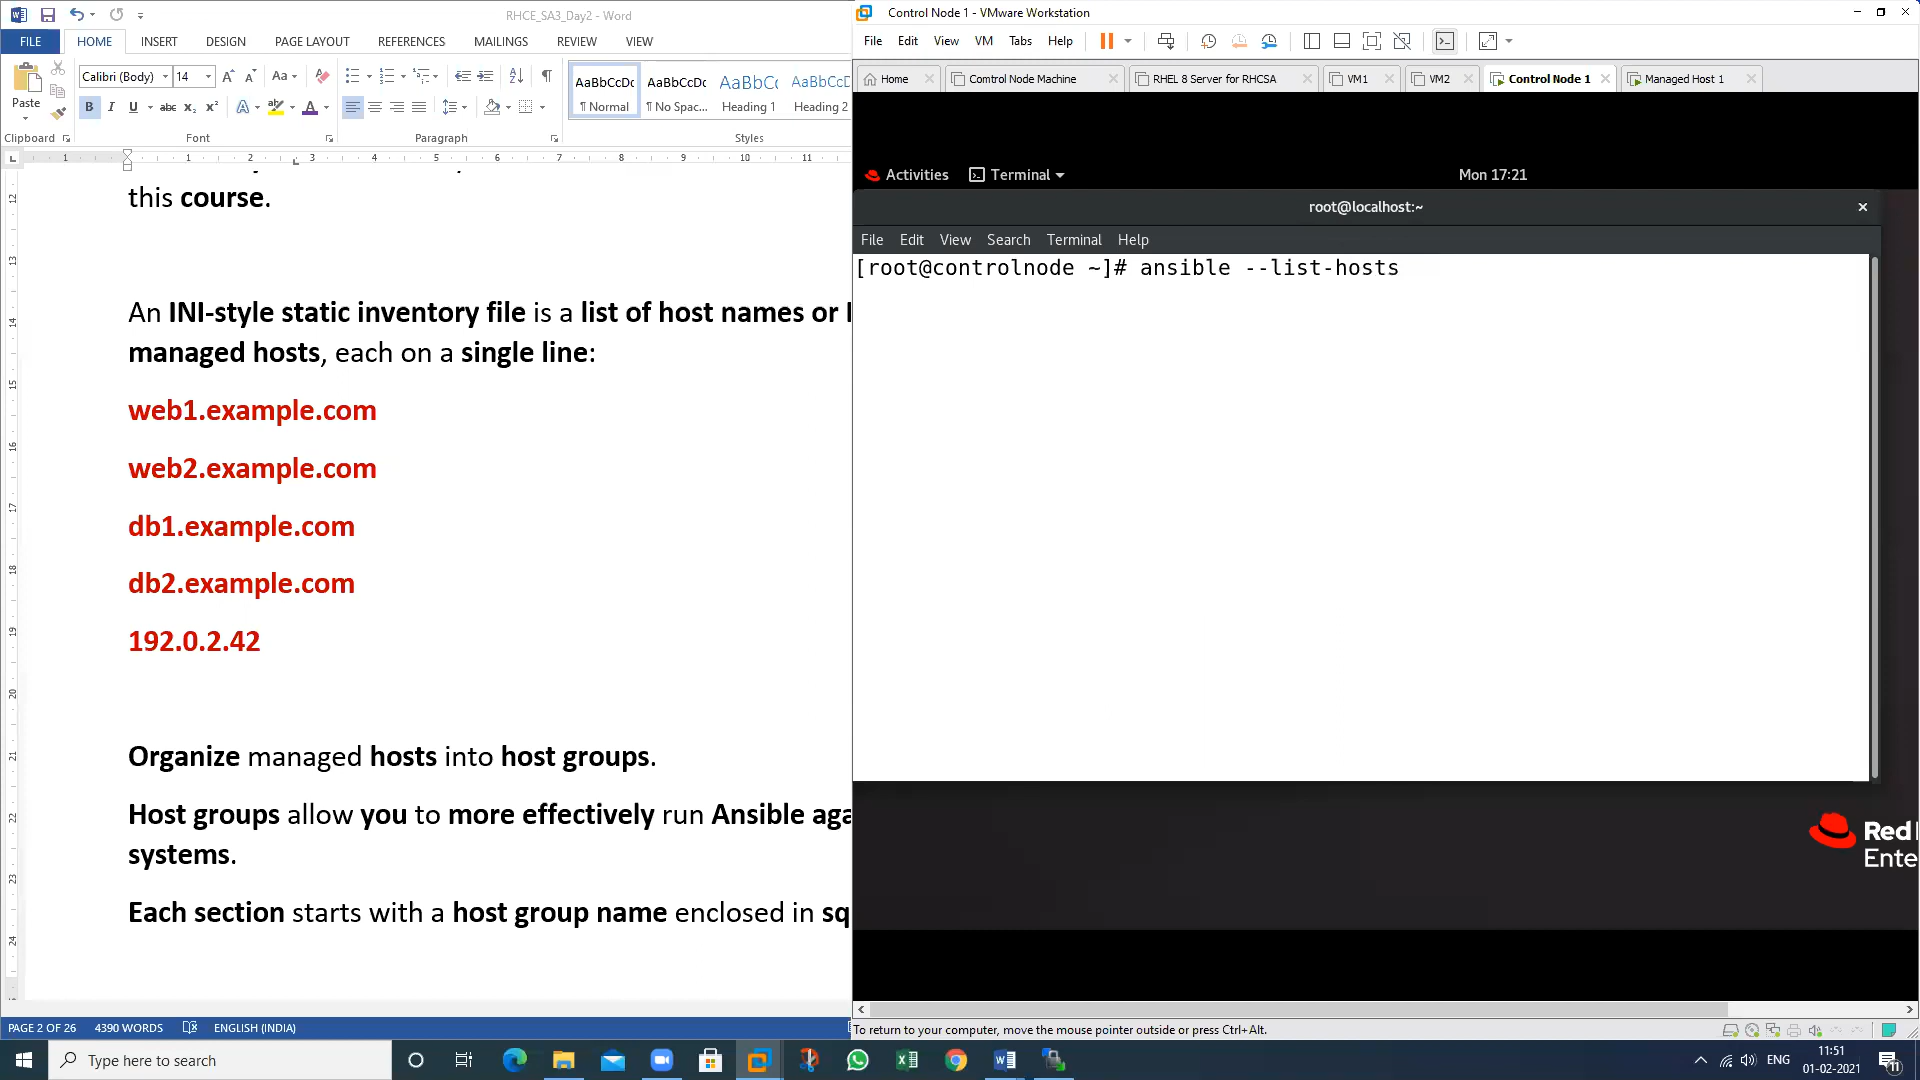 RHCE_SA3_Day2 - Word
FILE
HOME
INSERT
DESIGN
PAGE LAYOUT
REFERENCES
MAILINGS
REVIEW
VIEW
Paste
Calibri (Body)
14
Clipboard
Font
Paragraph
Styles
AaBbCcDc
¶ Normal
AaBbCcDc
¶ No Spac...
AaBbC(
Heading 1
AaBbCcD
Heading 2
this course.
An INI-style static inventory file is a list of host names or
managed hosts, each on a single line:
web1.example.com
web2.example.com
db1.example.com
db2.example.com
192.0.2.42
Organize managed hosts into host groups.
Host groups allow you to more effectively run Ansible aga
systems.
Each section starts with a host group name enclosed in sq
PAGE 2 OF 26
4390 WORDS
ENGLISH (INDIA)
Control Node 1 - VMware Workstation
File Edit View VM Tabs Help
Home
Comtrol Node Machine
RHEL 8 Server for RHCSA
VM1
VM2
Control Node 1
Managed Host 1
Activities
Terminal
Mon 17:21
root@localhost:~
File Edit View Search Terminal Help
[root@controlnode ~]# ansible --list-hosts
Red
Ente
To return to your computer, move the mouse pointer outside or press Ctrl+Alt.
Type here to search
ENG
11:51
01-02-2021
11